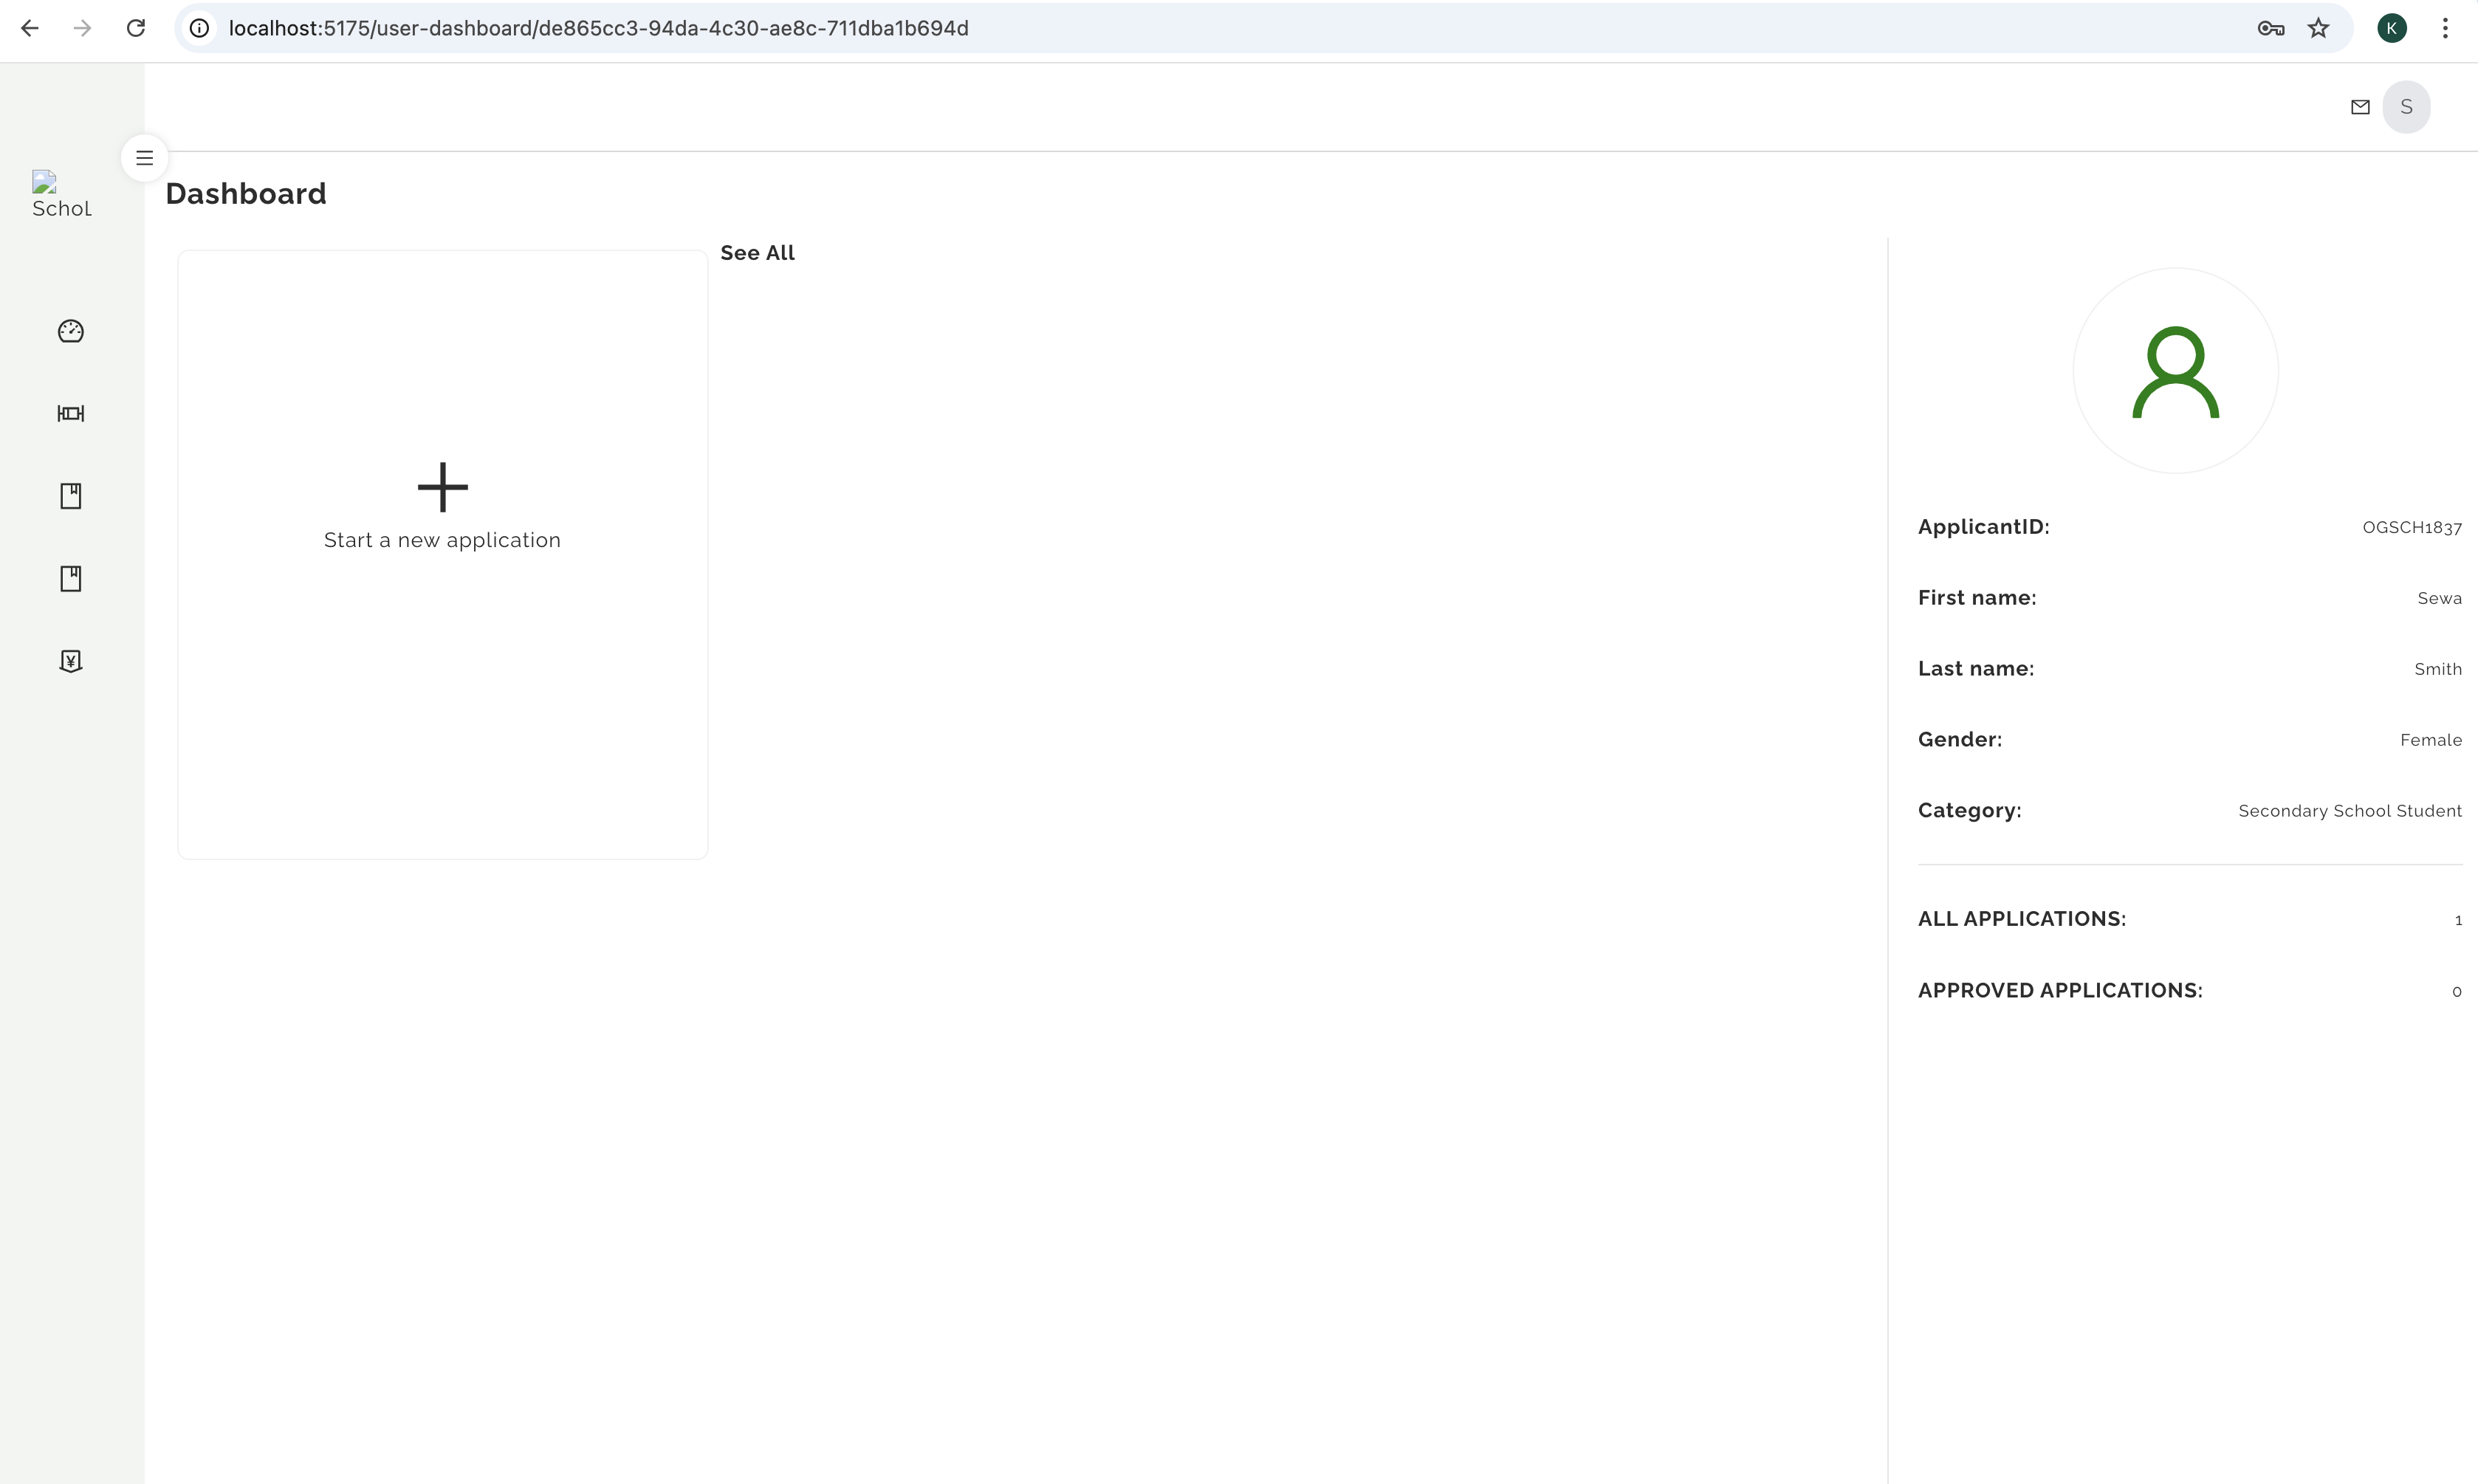 localhost:5175/user-dashboard/de865cc3-94da-4c30-ae8c-711dba1b694d
K
S
SchoL
Dashboard
See All
Start a new application
ApplicantID: OGSCH1837
First name: Sewa
Last name: Smith
Gender: Female
Category: Secondary School Student
ALL APPLICATIONS: 1
APPROVED APPLICATIONS: 0